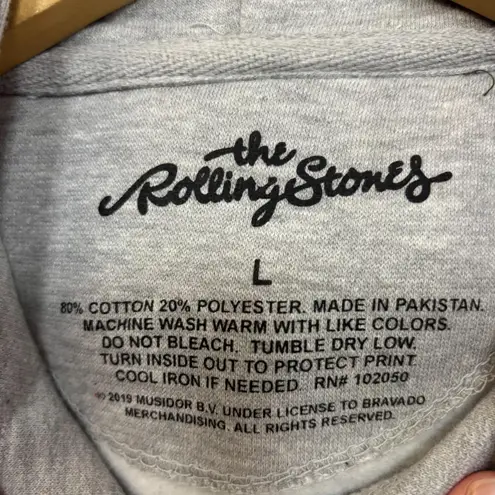 the
Rolling Stones
L
80% COTTON 20% POLYESTER. MADE IN PAKISTAN.
MACHINE WASH WARM WITH LIKE COLORS.
DO NOT BLEACH. TUMBLE DRY LOW.
TURN INSIDE OUT TO PROTECT PRINT
COOL IRON IF NEEDED. RN# 102050
© 2019 MUSIDOR B.V. UNDER LICENSE TO BRAVADO
MERCHANDISING. ALL RIGHTS RESERVED.